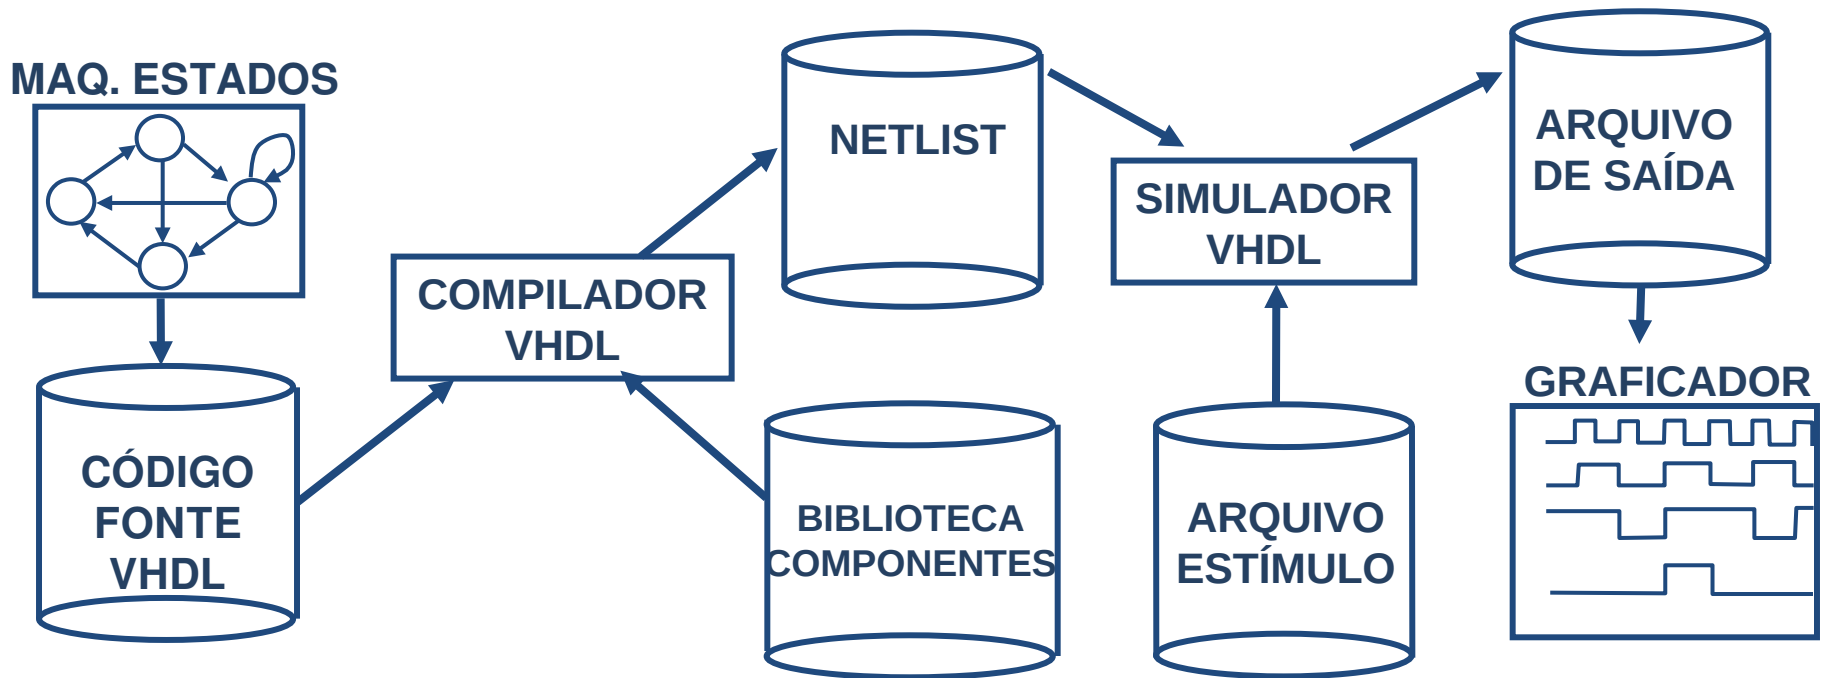 MAQ. ESTADOS
CÓDIGO
FONTE
VHDL
COMPILADOR
VHDL
BIBLIOTECA
COMPONENTES
NETLIST
SIMULADOR
VHDL
ARQUIVO
ESTÍMULO
ARQUIVO
DE SAÍDA
GRAFICADOR